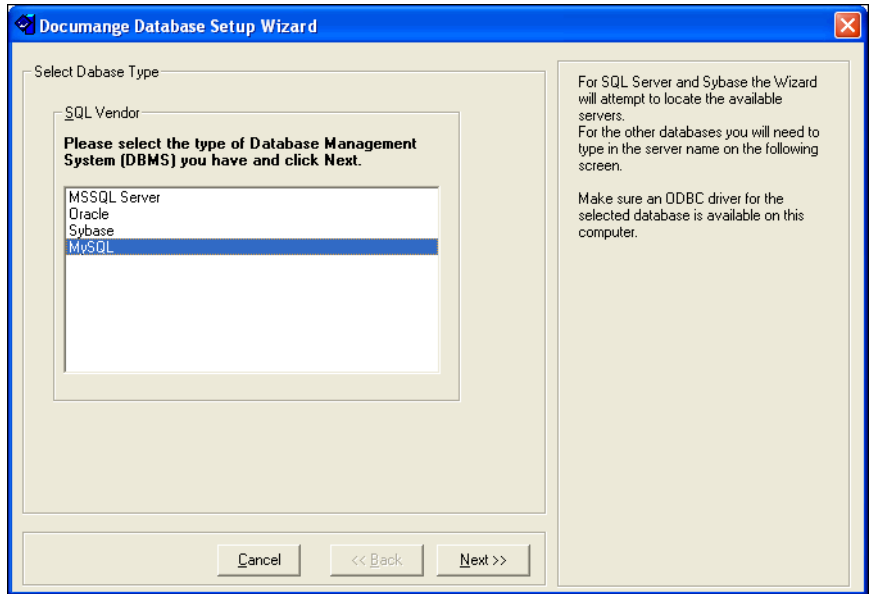 Documange Database Setup Wizard
Select Dabase Type
SQL Vendor
Please select the type of Database Management
System (DBMS) you have and click Next.
MSSQL Server
Oracle
Sybase
MySQL
For SQL Server and Sybase the Wizard
will attempt to locate the available
servers.
For the other databases you will need to
type in the server name on the following
screen.
Make sure an ODBC driver for the
selected database is available on this
computer.
Cancel
<< Back
Next >>